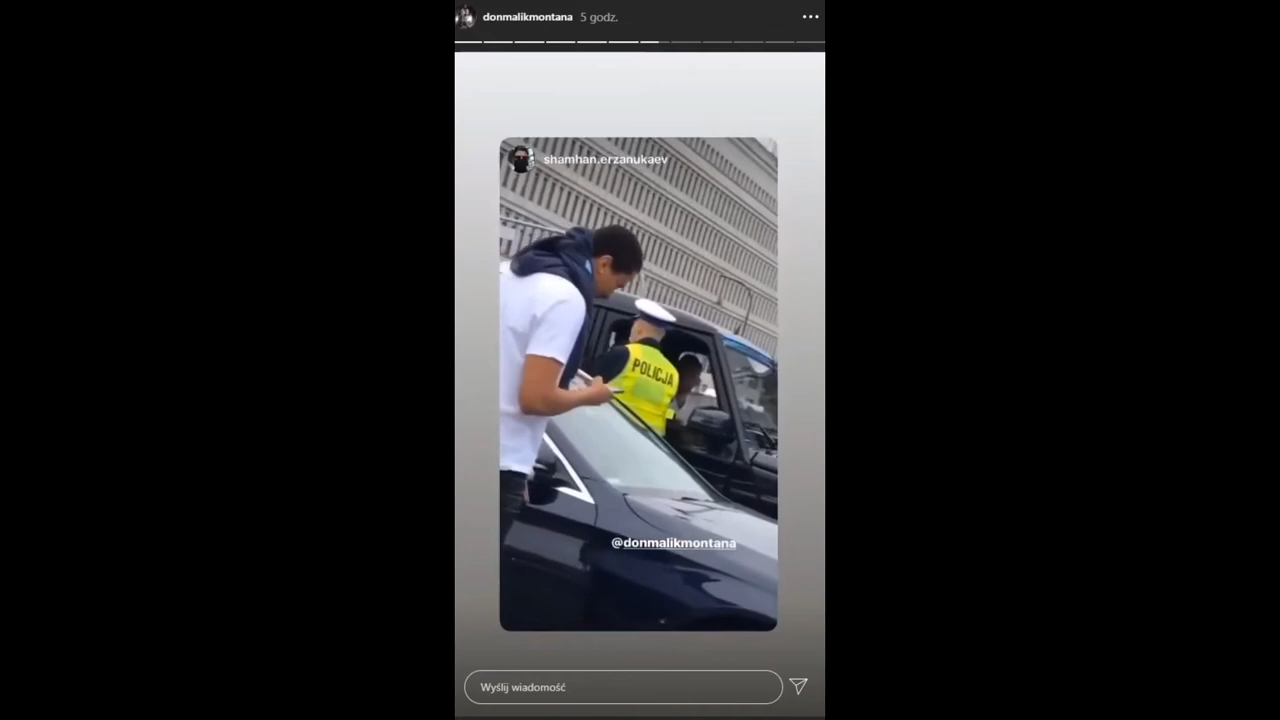 donmalikmontana 5 godz.
shamhan.erzanukaev
POLICJA
@donmalikmontana
Wyślij wiadomość